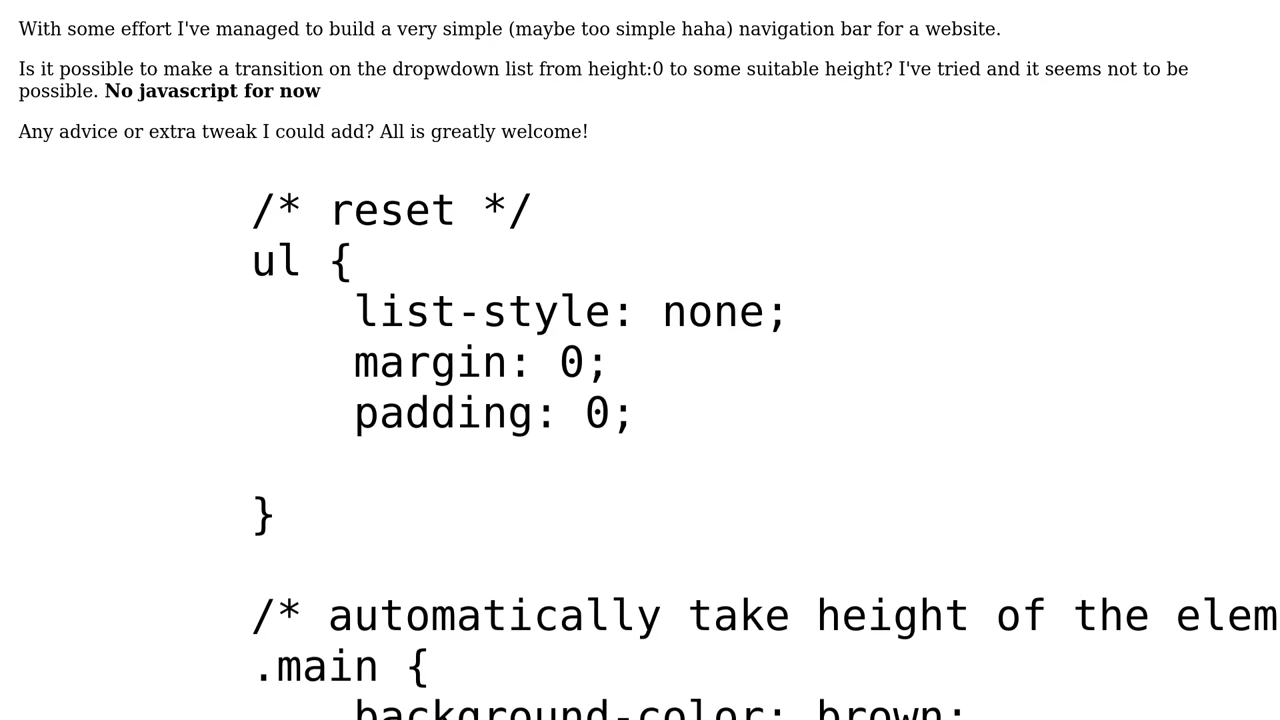 With some effort I've managed to build a very simple (maybe too simple haha) navigation bar for a website.
Is it possible to make a transition on the dropwdown list from height:0 to some suitable height? I've tried and it seems not to be
possible. No javascript for now
Any advice or extra tweak I could add? All is greatly welcome!
/* reset */
ul {
    list-style: none;
    margin: 0;
    padding: 0;
}
/* automatically take height of the elem
.main {
    background-color: brown;